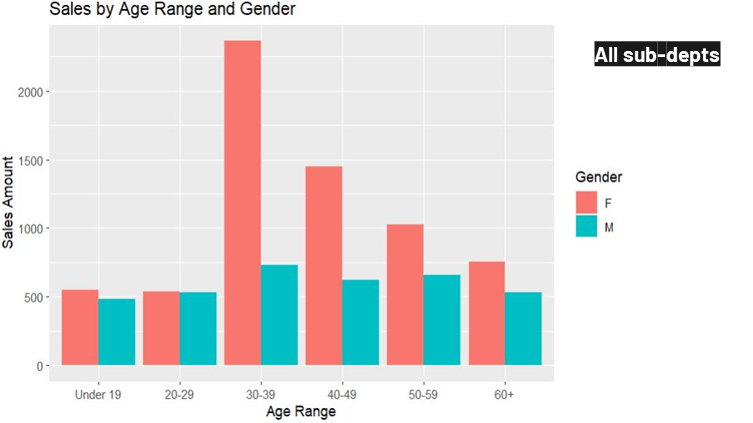 Sales by Age Range and Gender
All sub-depts
Sales Amount
2000
1500
1000
500
0
Under 19
20-29
30-39
40-49
50-59
60+
Age Range
Gender
F
M